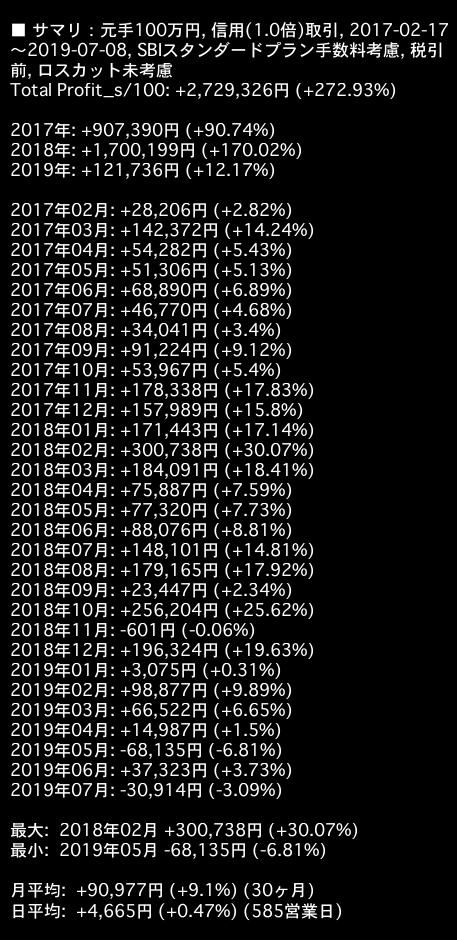 ■ サマリ：元手100万円, 信用(1.0倍)取引, 2017-02-17
～2019-07-08, SBIスタンダードプラン手数料考慮, 税引
前, ロスカット未考慮
Total Profit_s/100: +2,729,326円 (+272.93%)
2017年: +907,390円 (+90.74%)
2018年: +1,700,199円 (+170.02%)
2019年: +121,736円 (+12.17%)
2017年02月: +28,206円 (+2.82%)
2017年03月: +142,372円 (+14.24%)
2017年04月: +54,282円 (+5.43%)
2017年05月: +51,306円 (+5.13%)
2017年06月: +68,890円 (+6.89%)
2017年07月: +46,770円 (+4.68%)
2017年08月: +34,041円 (+3.4%)
2017年09月: +91,224円 (+9.12%)
2017年10月: +53,967円 (+5.4%)
2017年11月: +178,338円 (+17.83%)
2017年12月: +157,989円 (+15.8%)
2018年01月: +171,443円 (+17.14%)
2018年02月: +300,738円 (+30.07%)
2018年03月: +184,091円 (+18.41%)
2018年04月: +75,887円 (+7.59%)
2018年05月: +77,320円 (+7.73%)
2018年06月: +88,076円 (+8.81%)
2018年07月: +148,101円 (+14.81%)
2018年08月: +179,165円 (+17.92%)
2018年09月: +23,447円 (+2.34%)
2018年10月: +256,204円 (+25.62%)
2018年11月: -601円 (-0.06%)
2018年12月: +196,324円 (+19.63%)
2019年01月: +3,075円 (+0.31%)
2019年02月: +98,877円 (+9.89%)
2019年03月: +66,522円 (+6.65%)
2019年04月: +14,987円 (+1.5%)
2019年05月: -68,135円 (-6.81%)
2019年06月: +37,323円 (+3.73%)
2019年07月: -30,914円 (-3.09%)
最大: 2018年02月 +300,738円 (+30.07%)
最小: 2019年05月 -68,135円 (-6.81%)
月平均: +90,977円 (+9.1%) (30ヶ月)
日平均: +4,665円 (+0.47%) (585営業日)